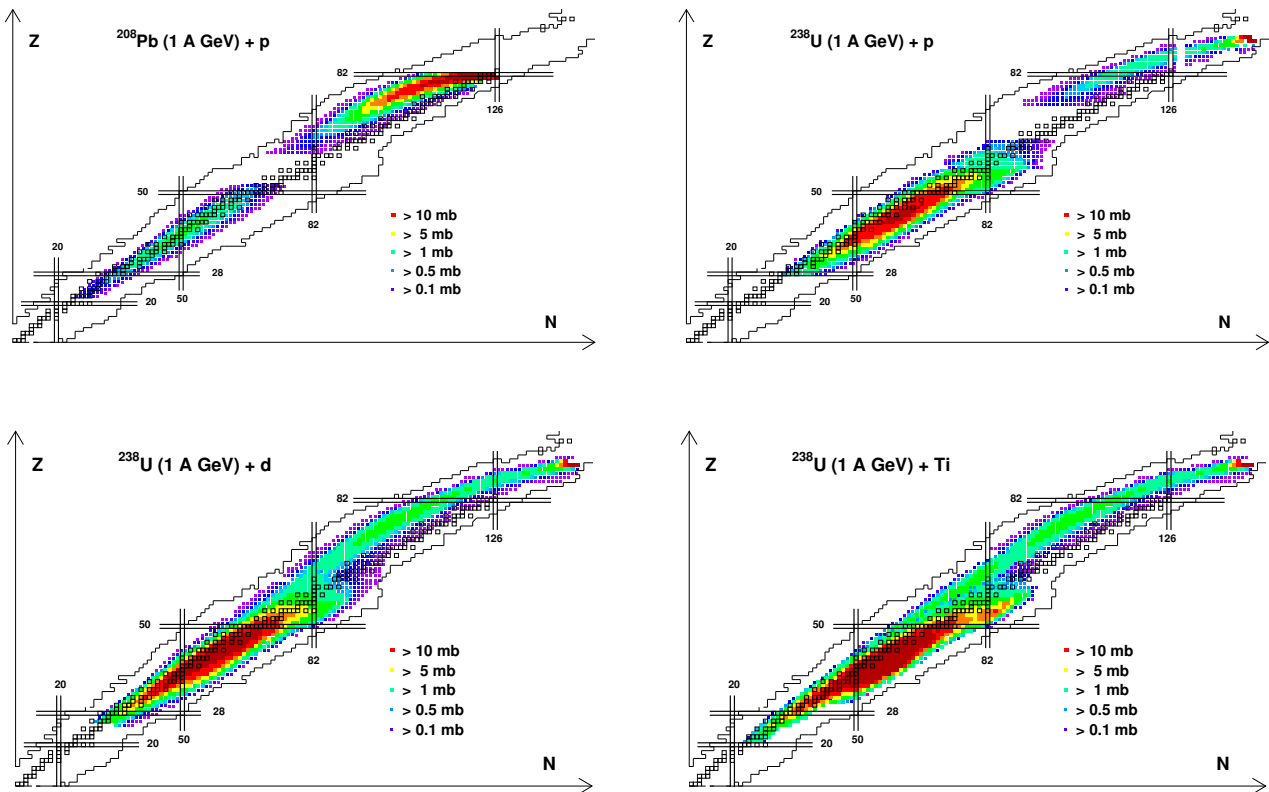 Z
²⁰⁸Pb (1 A GeV) + p
82
126
50
82
20
28
20
50
> 10 mb
> 5 mb
> 1 mb
> 0.5 mb
> 0.1 mb
N
Z
²³⁸U (1 A GeV) + p
82
126
50
82
20
28
20
50
> 10 mb
> 5 mb
> 1 mb
> 0.5 mb
> 0.1 mb
N
Z
²³⁸U (1 A GeV) + d
82
126
50
82
20
28
20
50
> 10 mb
> 5 mb
> 1 mb
> 0.5 mb
> 0.1 mb
N
Z
²³⁸U (1 A GeV) + Ti
82
126
50
82
20
28
20
50
> 10 mb
> 5 mb
> 1 mb
> 0.5 mb
> 0.1 mb
N